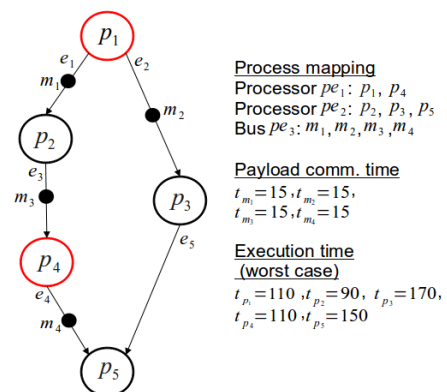 p1
e1
e2
m1
m2
p2
e3
m3
p3
e5
p4
e4
m4
p5
Process mapping
Processor pe1: p1, p4
Processor pe2: p2, p3, p5
Bus pe3: m1, m2, m3, m4
Payload comm. time
tm1=15, tm2=15,
tm3=15, tm4=15
Execution time
(worst case)
tp1=110, tp2=90, tp3=170,
tp4=110, tp5=150